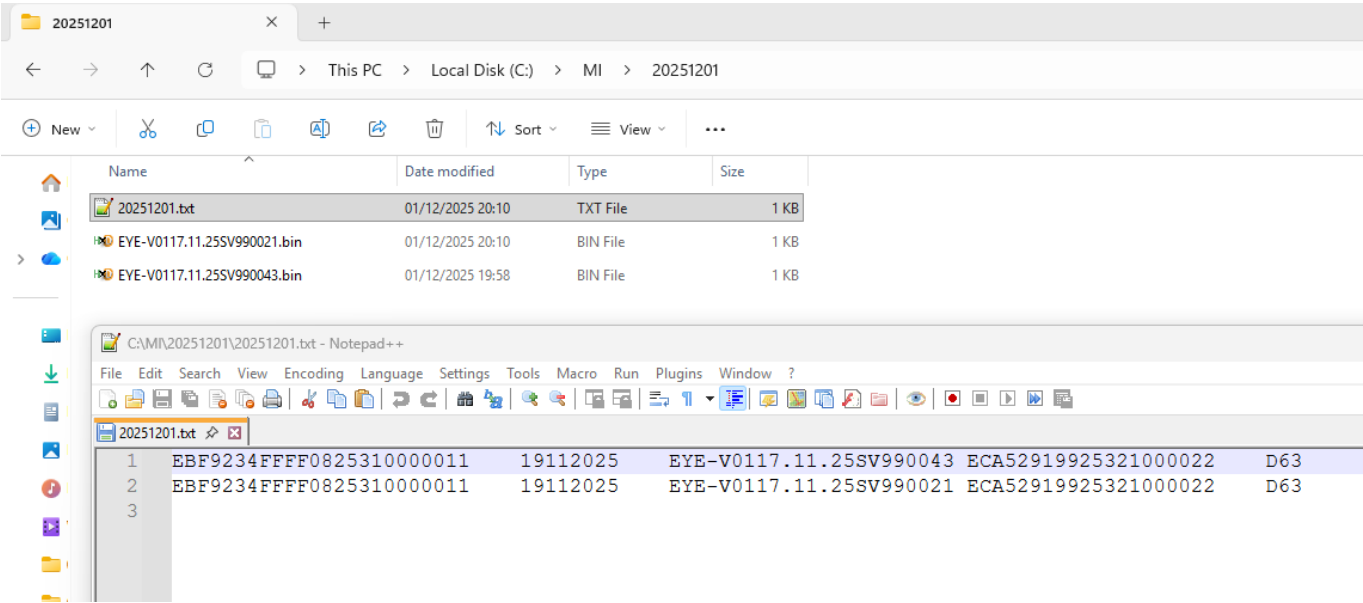 20251201
This PC > Local Disk (C:) > MI > 20251201
New Sort View ...
Name Date modified Type Size
20251201.txt 01/12/2025 20:10 TXT File 1 KB
EYE-V0117.11.25SV990021.bin 01/12/2025 20:10 BIN File 1 KB
EYE-V0117.11.25SV990043.bin 01/12/2025 19:58 BIN File 1 KB
C:\MI\20251201\20251201.txt - Notepad++
File Edit Search View Encoding Language Settings Tools Macro Run Plugins Window ?
20251201.txt
1 EBF9234FFFF0825310000011 19112025 EYE-V0117.11.25SV990043 ECA52919925321000022 D63
2 EBF9234FFFF0825310000011 19112025 EYE-V0117.11.25SV990021 ECA52919925321000022 D63
3